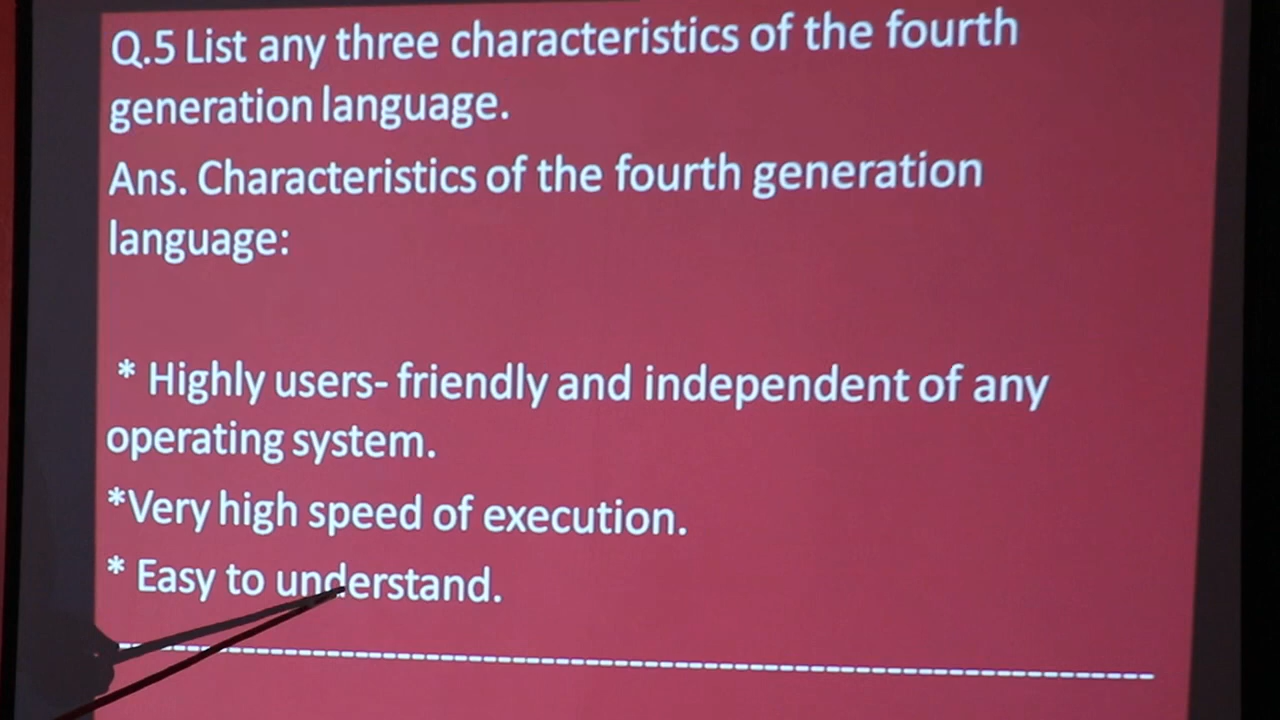 Q.5 List any three characteristics of the fourth
generation language.
Ans. Characteristics of the fourth generation
language:
* Highly users- friendly and independent of any
operating system.
*Very high speed of execution.
* Easy to understand.